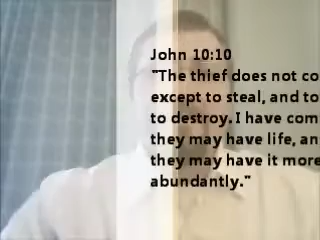 John 10:10
"The thief does not co
except to steal, and to
to destroy. I have com
they may have life, an
they may have it more
abundantly."